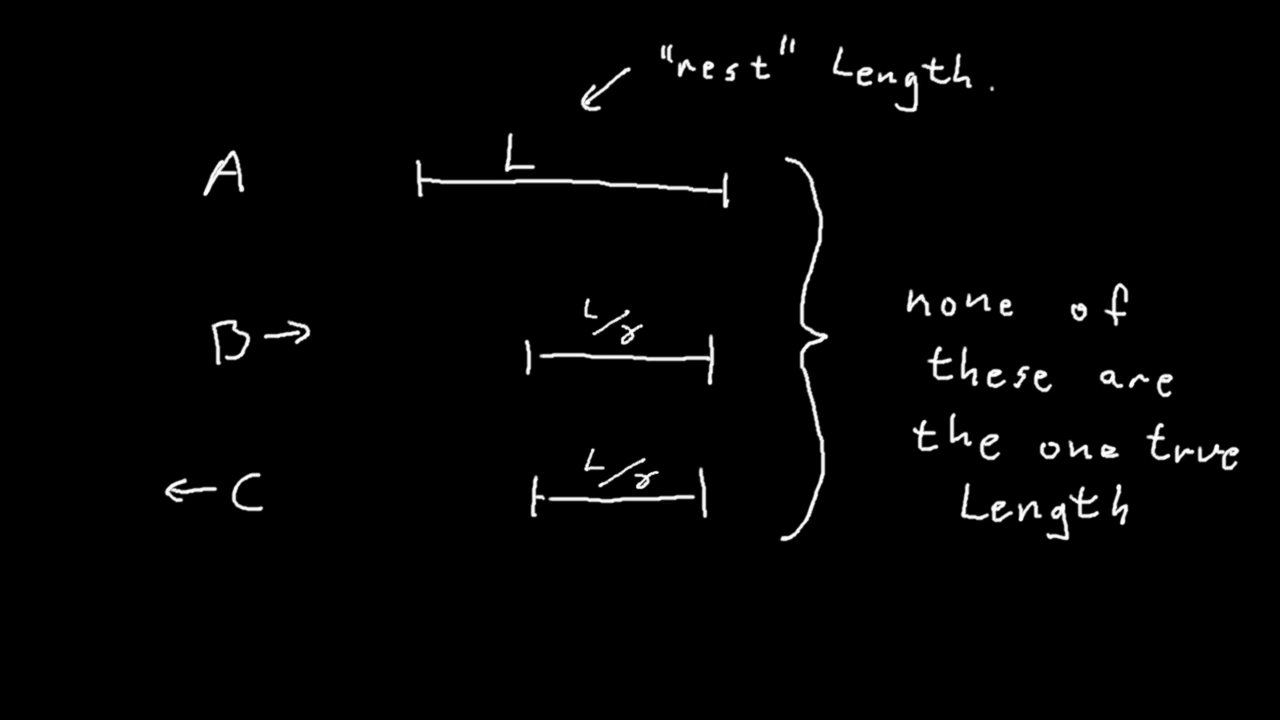 "rest" Length.
A L
B→ L/γ
←C L/γ
none of
these are
the one true
Length